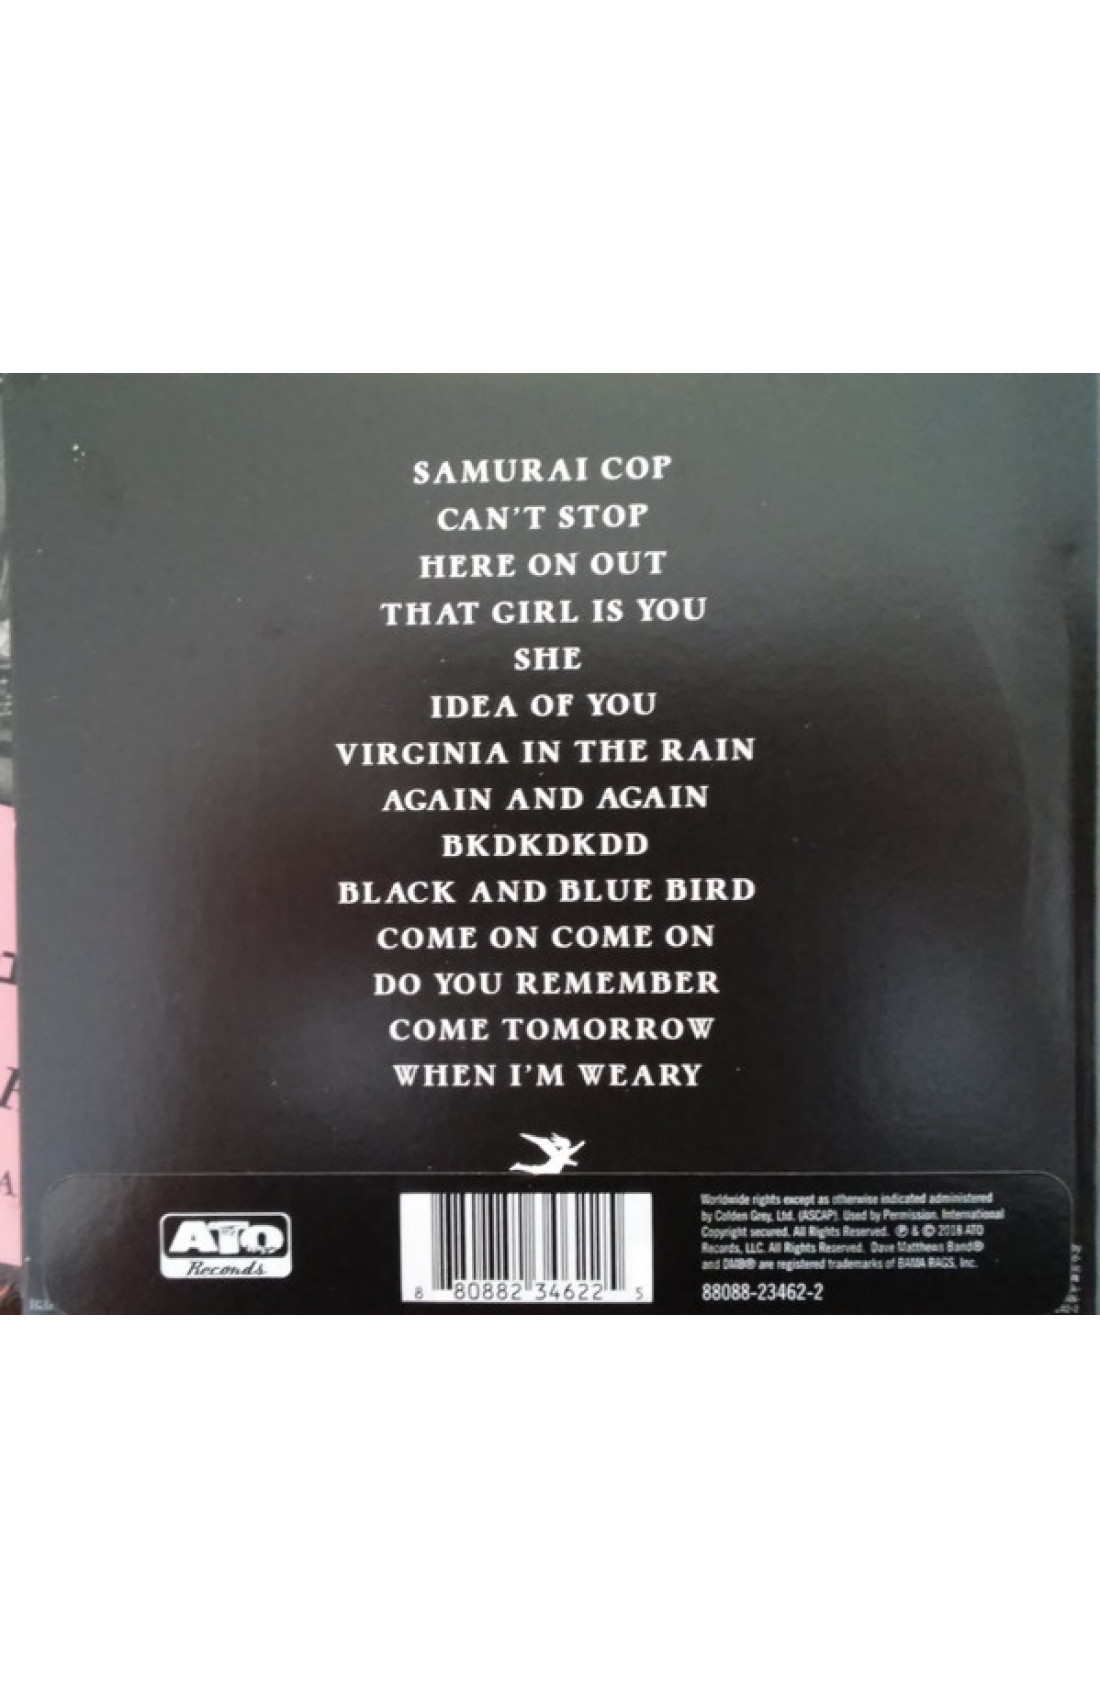 SAMURAI COP
CAN'T STOP
HERE ON OUT
THAT GIRL IS YOU
SHE
IDEA OF YOU
VIRGINIA IN THE RAIN
AGAIN AND AGAIN
BKDKDKDD
BLACK AND BLUE BIRD
COME ON COME ON
DO YOU REMEMBER
COME TOMORROW
WHEN I'M WEARY
ATO
Records
8 80882 34622 5
Worldwide rights except as otherwise indicated administered
by Colden Grey, Ltd. (ASCAP). Used by Permission. International
Copyright secured. All Rights Reserved. ℗ & © 2018 ATO
Records, LLC. All Rights Reserved. Dave Matthews Band®
and DMB® are registered trademarks of BAMA RAGS, Inc.
88088-23462-2